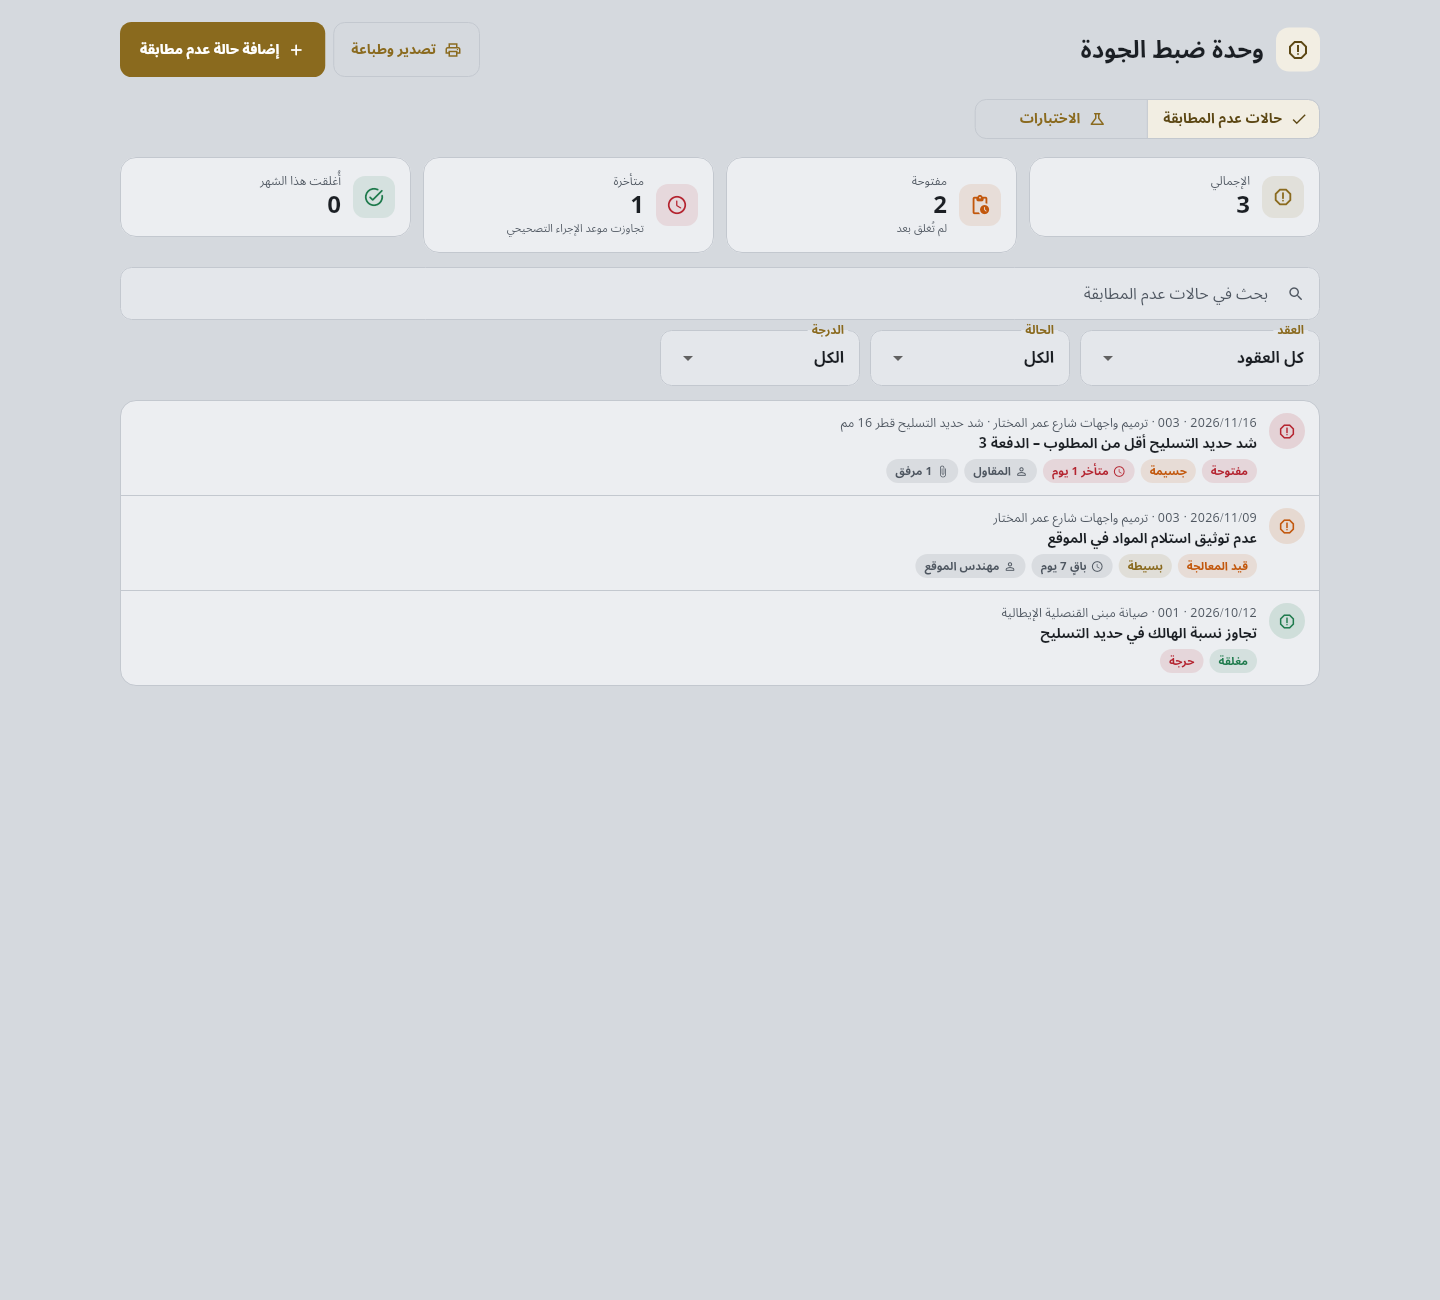 وحدة ضبط الجودة
تصدير وطباعة
إضافة حالة عدم مطابقة
حالات عدم المطابقة
الاختبارات
الإجمالي
3
مفتوحة
2
لم تُغلق بعد
متأخرة
1
تجاوزت موعد الإجراء التصحيحي
أُغلقت هذا الشهر
0
بحث في حالات عدم المطابقة
العقد
كل العقود
الحالة
الكل
الدرجة
الكل
2026/11/16 · 003 · ترميم واجهات شارع عمر المختار · شد حديد التسليح قطر 16 مم
شد حديد التسليح أقل من المطلوب – الدفعة 3
مفتوحة جسيمة متأخر 1 يوم المقاول 1 مرفق
2026/11/09 · 003 · ترميم واجهات شارع عمر المختار
عدم توثيق استلام المواد في الموقع
قيد المعالجة بسيطة باقٍ 7 يوم مهندس الموقع
2026/10/12 · 001 · صيانة مبنى القنصلية الإيطالية
تجاوز نسبة الهالك في حديد التسليح
مغلقة حرجة